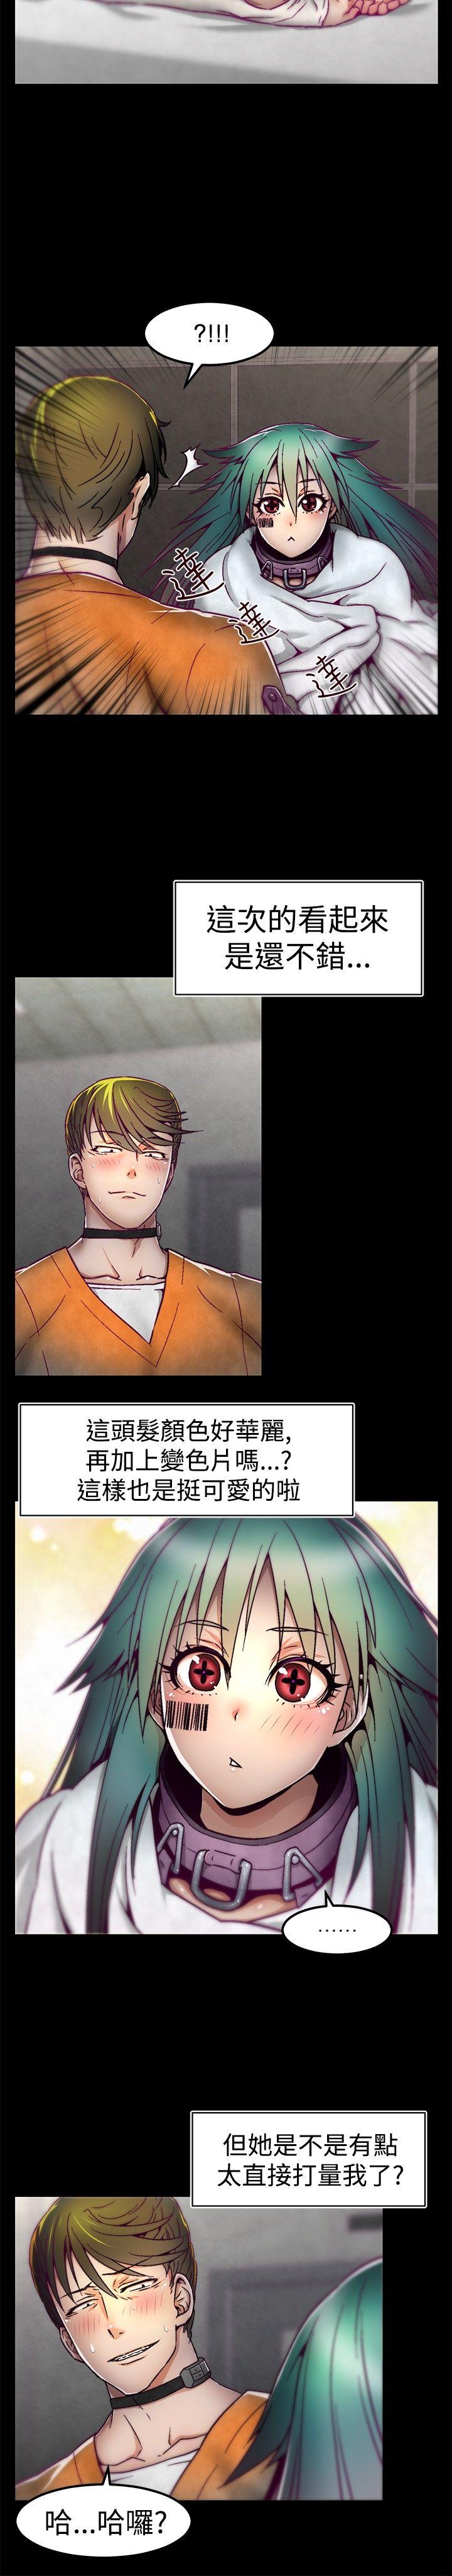 ?!!!
達
達
達
這次的看起來
是還不錯...
這頭髮顏色好華麗,
再加上變色片嗎...?
這樣也是挺可愛的啦
......
但她是不是有點
太直接打量我了?
哈...哈囉?